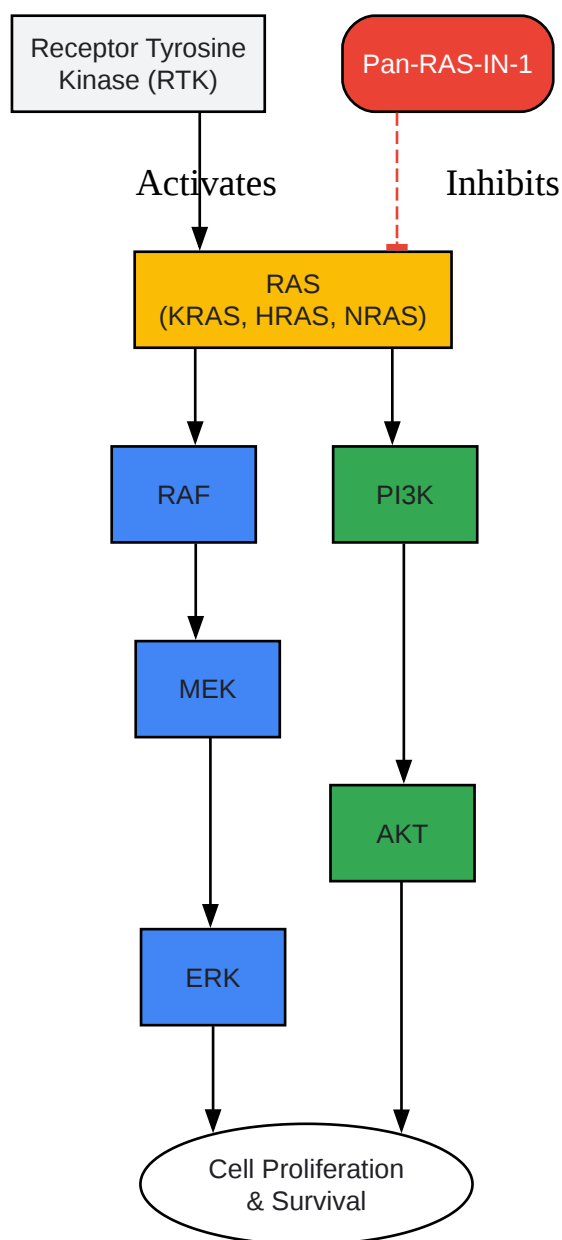 Receptor Tyrosine
Kinase (RTK)
Pan-RAS-IN-1
Activates
Inhibits
RAS
(KRAS, HRAS, NRAS)
RAF
PI3K
MEK
AKT
ERK
Cell Proliferation
& Survival